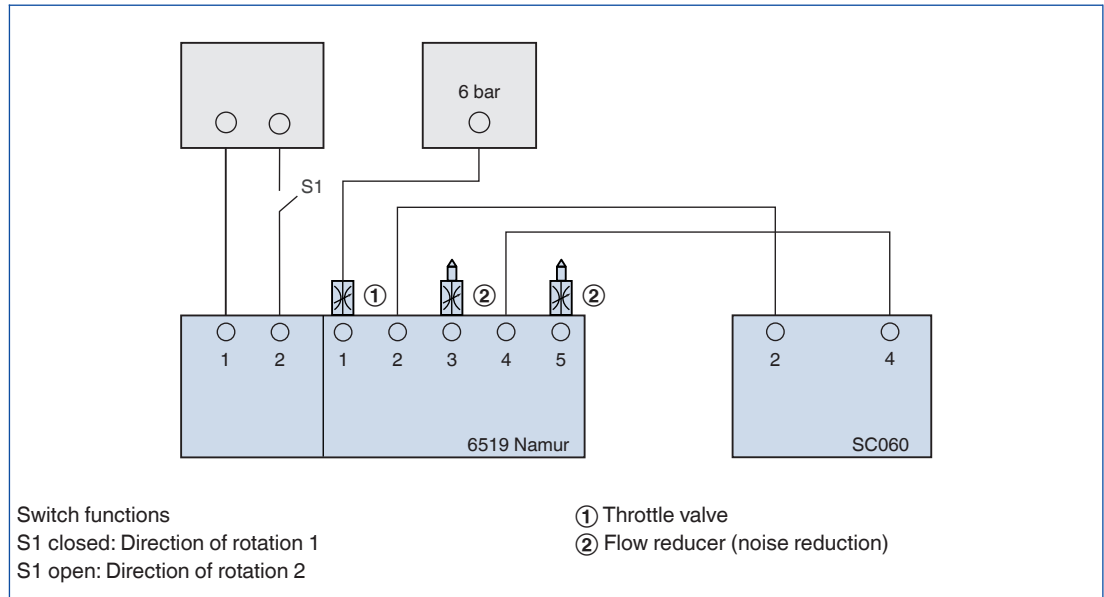 6 bar
S1
① ② ②
1 2 1 2 3 4 5 2 4
6519 Namur SC060
Switch functions
S1 closed: Direction of rotation 1
S1 open: Direction of rotation 2
① Throttle valve
② Flow reducer (noise reduction)